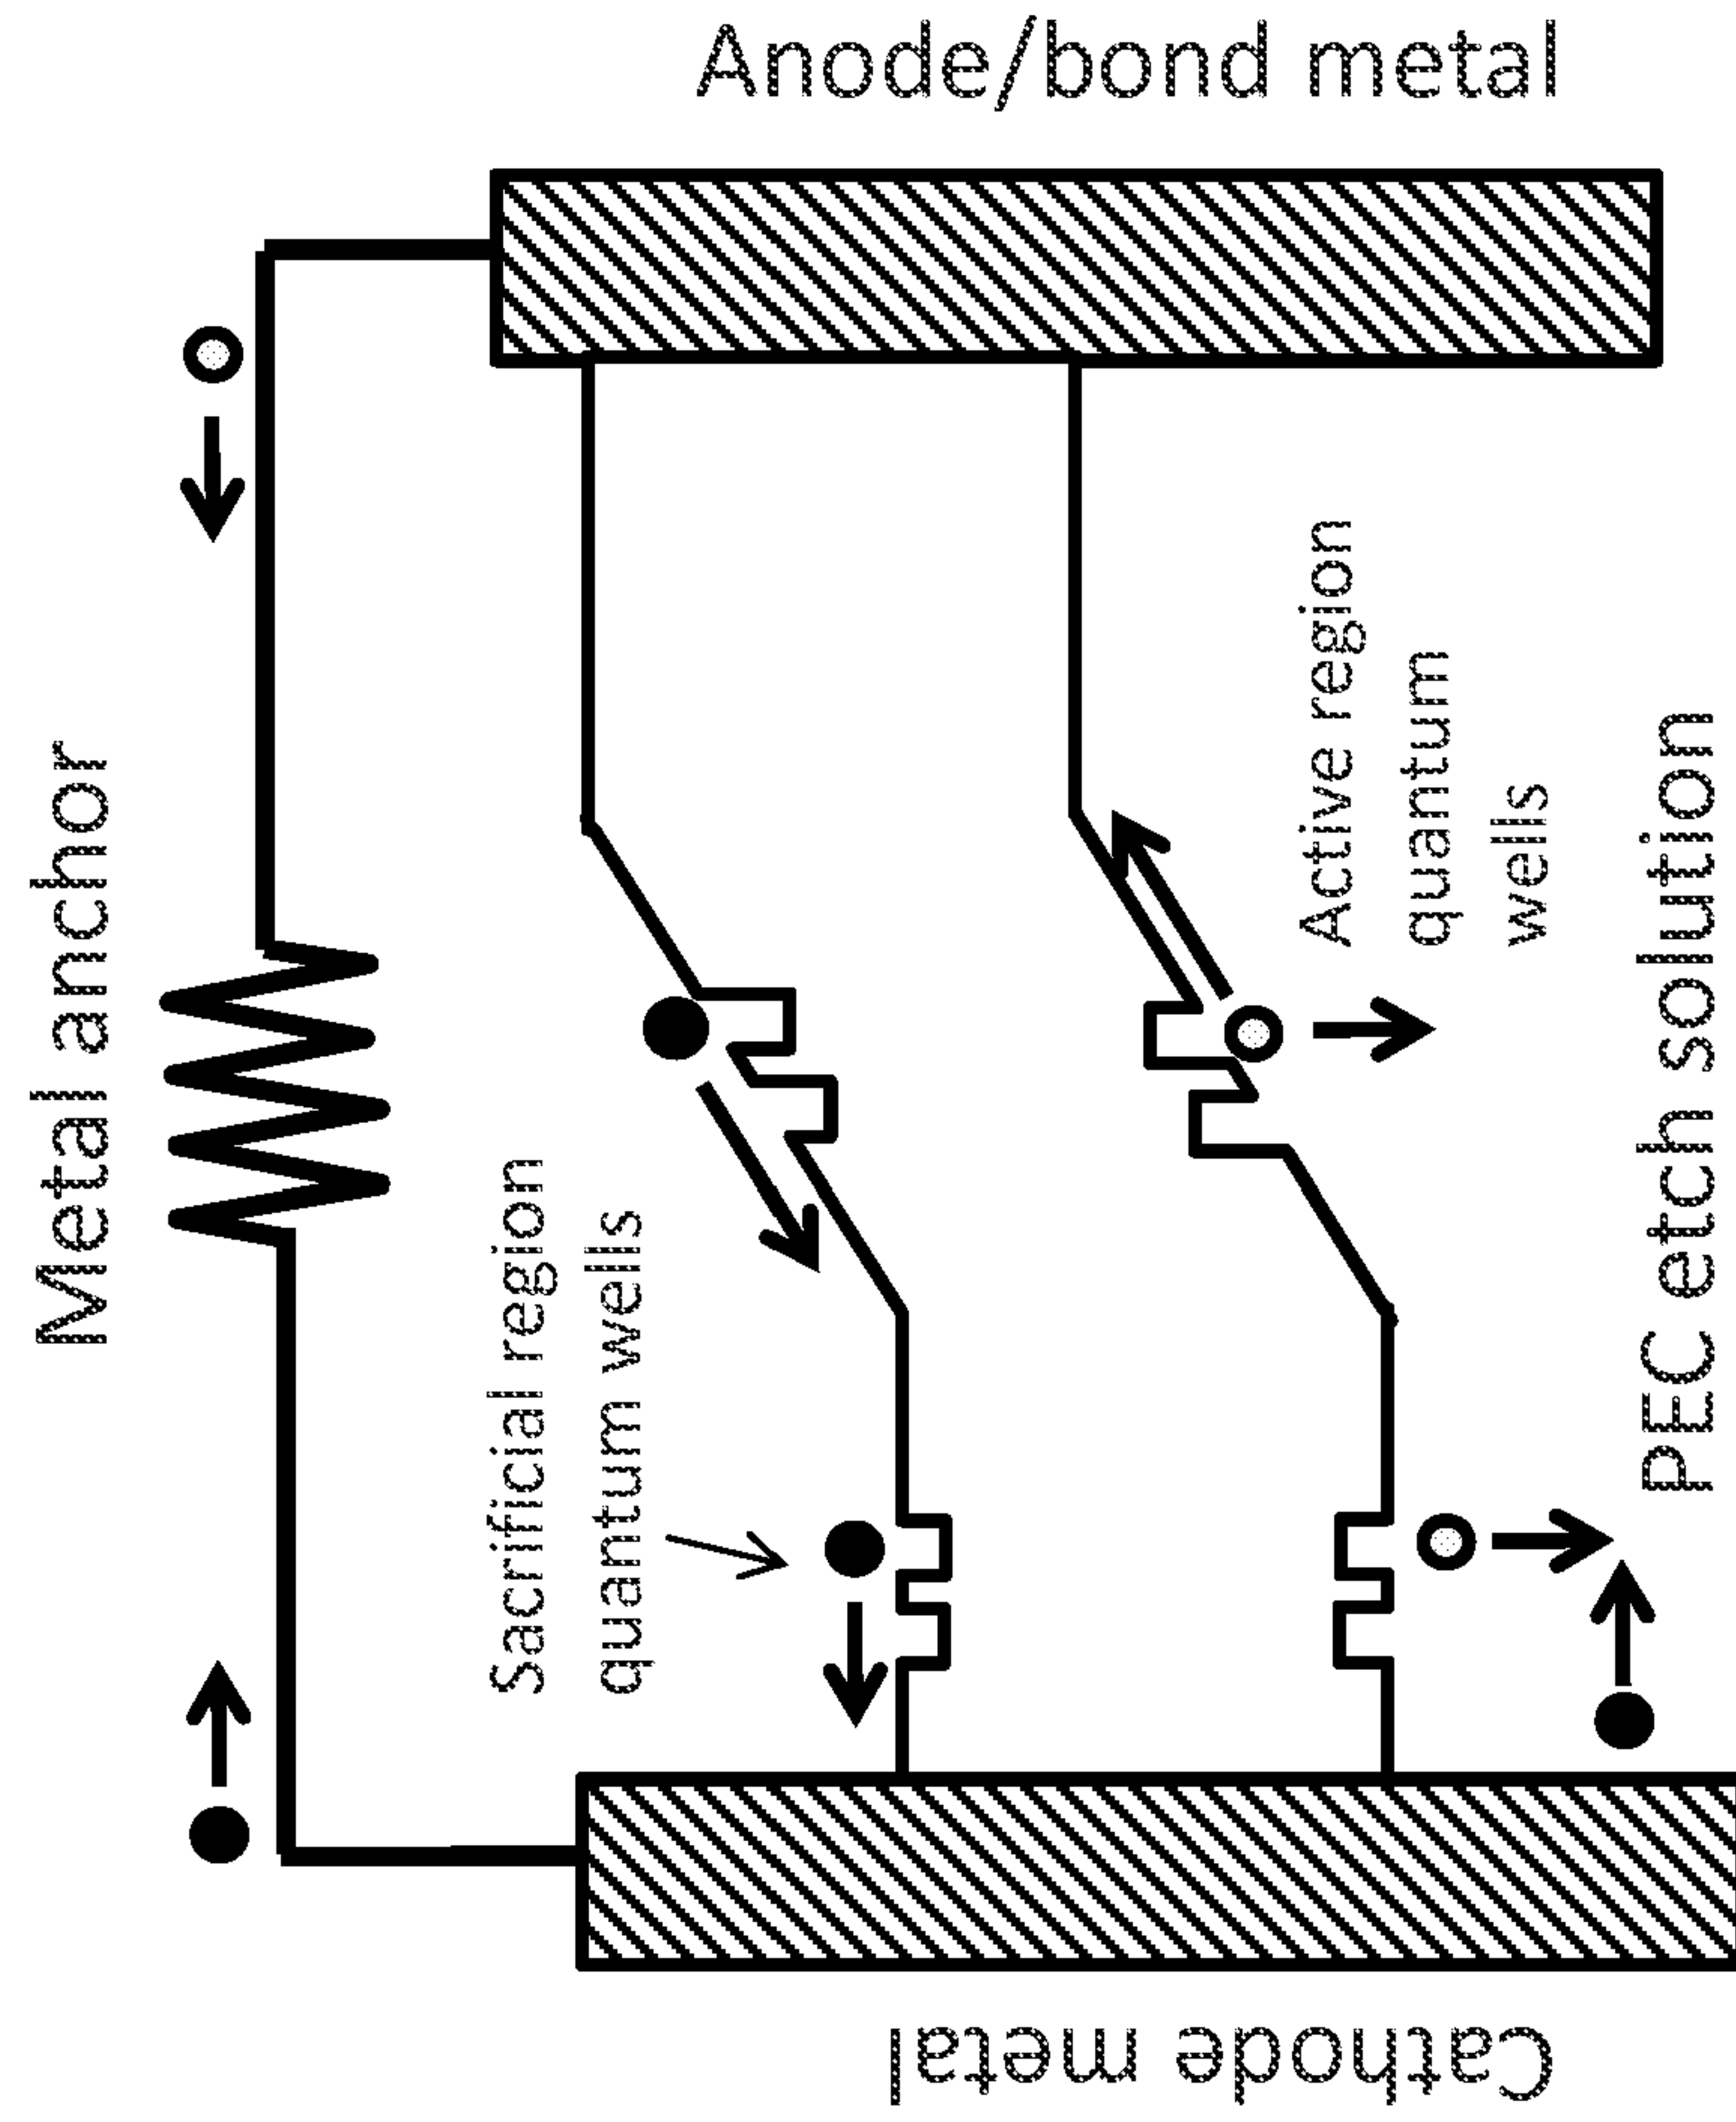 Metal anchor
Anode/bond metal
Sacrificial region
quantum wells
Active region
quantum
wells
PEC etch solution
Cathode metal